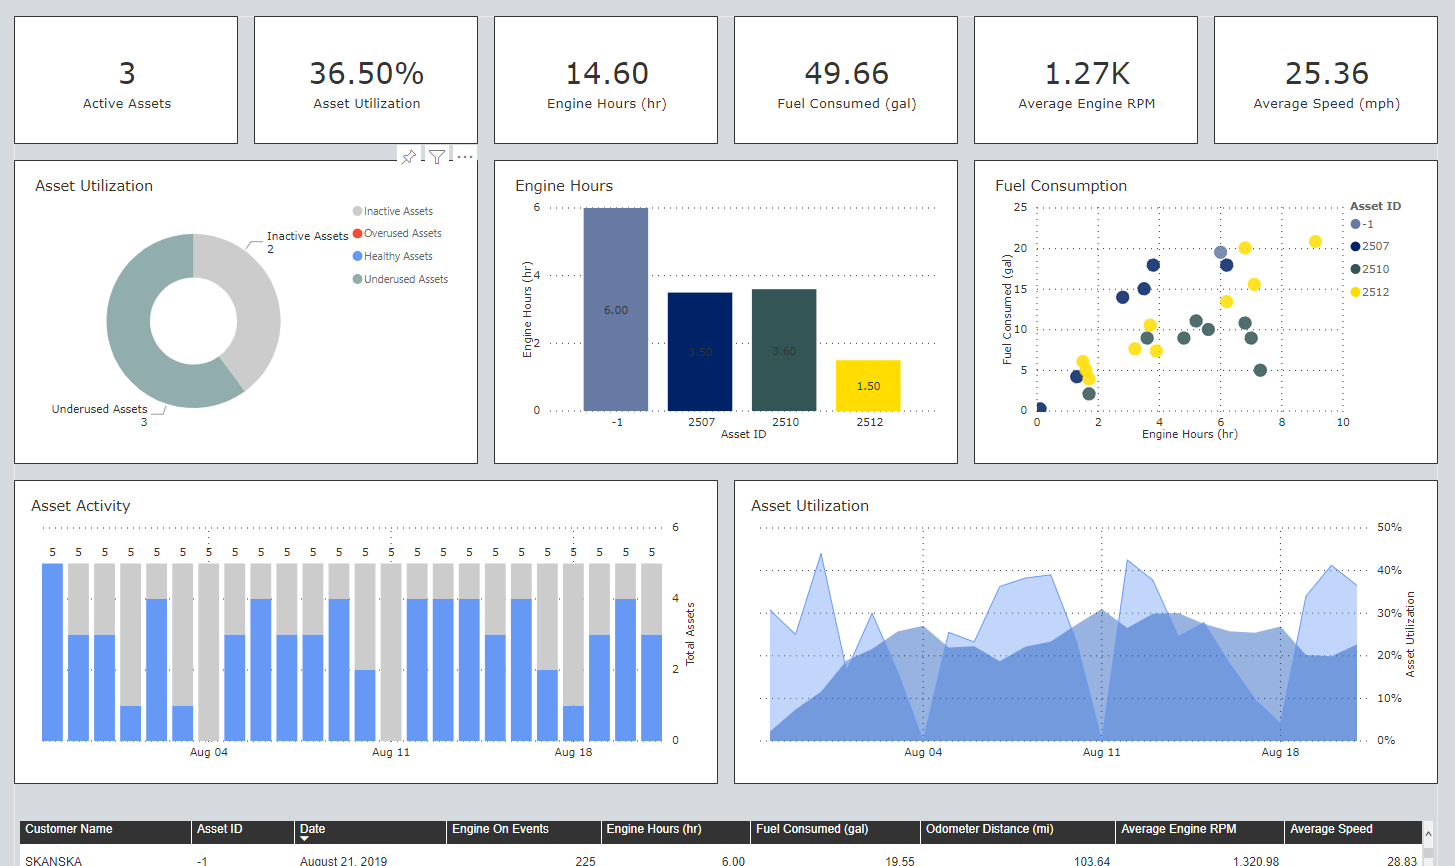 3
Active Assets
36.50%
Asset Utilization
14.60
Engine Hours (hr)
49.66
Fuel Consumed (gal)
1.27K
Average Engine RPM
25.36
Average Speed (mph)
Asset Utilization
Inactive Assets
Overused Assets
Healthy Assets
Underused Assets
Inactive Assets
2
Underused Assets
3
Engine Hours
Engine Hours (hr)
6
4
2
0
6.00
3.50
3.60
1.50
-1 2507 2510 2512
Asset ID
Fuel Consumption
Fuel Consumed (gal)
25
20
15
10
5
0
0 2 4 6 8 10
Engine Hours (hr)
Asset ID
-1
2507
2510
2512
Asset Activity
5 5 5 5 5 5 5 5 5 5 5 5 5 5 5 5 5 5 5 5 5 5 5 5
6
4
2
0
Total Assets
Aug 04 Aug 11 Aug 18
Asset Utilization
50%
40%
30%
20%
10%
0%
Asset Utilization
Aug 04 Aug 11 Aug 18
Customer Name Asset ID Date Engine On Events Engine Hours (hr) Fuel Consumed (gal) Odometer Distance (mi) Average Engine RPM Average Speed
SKANSKA -1 August 21, 2019 225 6.00 19.55 103.64 1,320.98 28.83